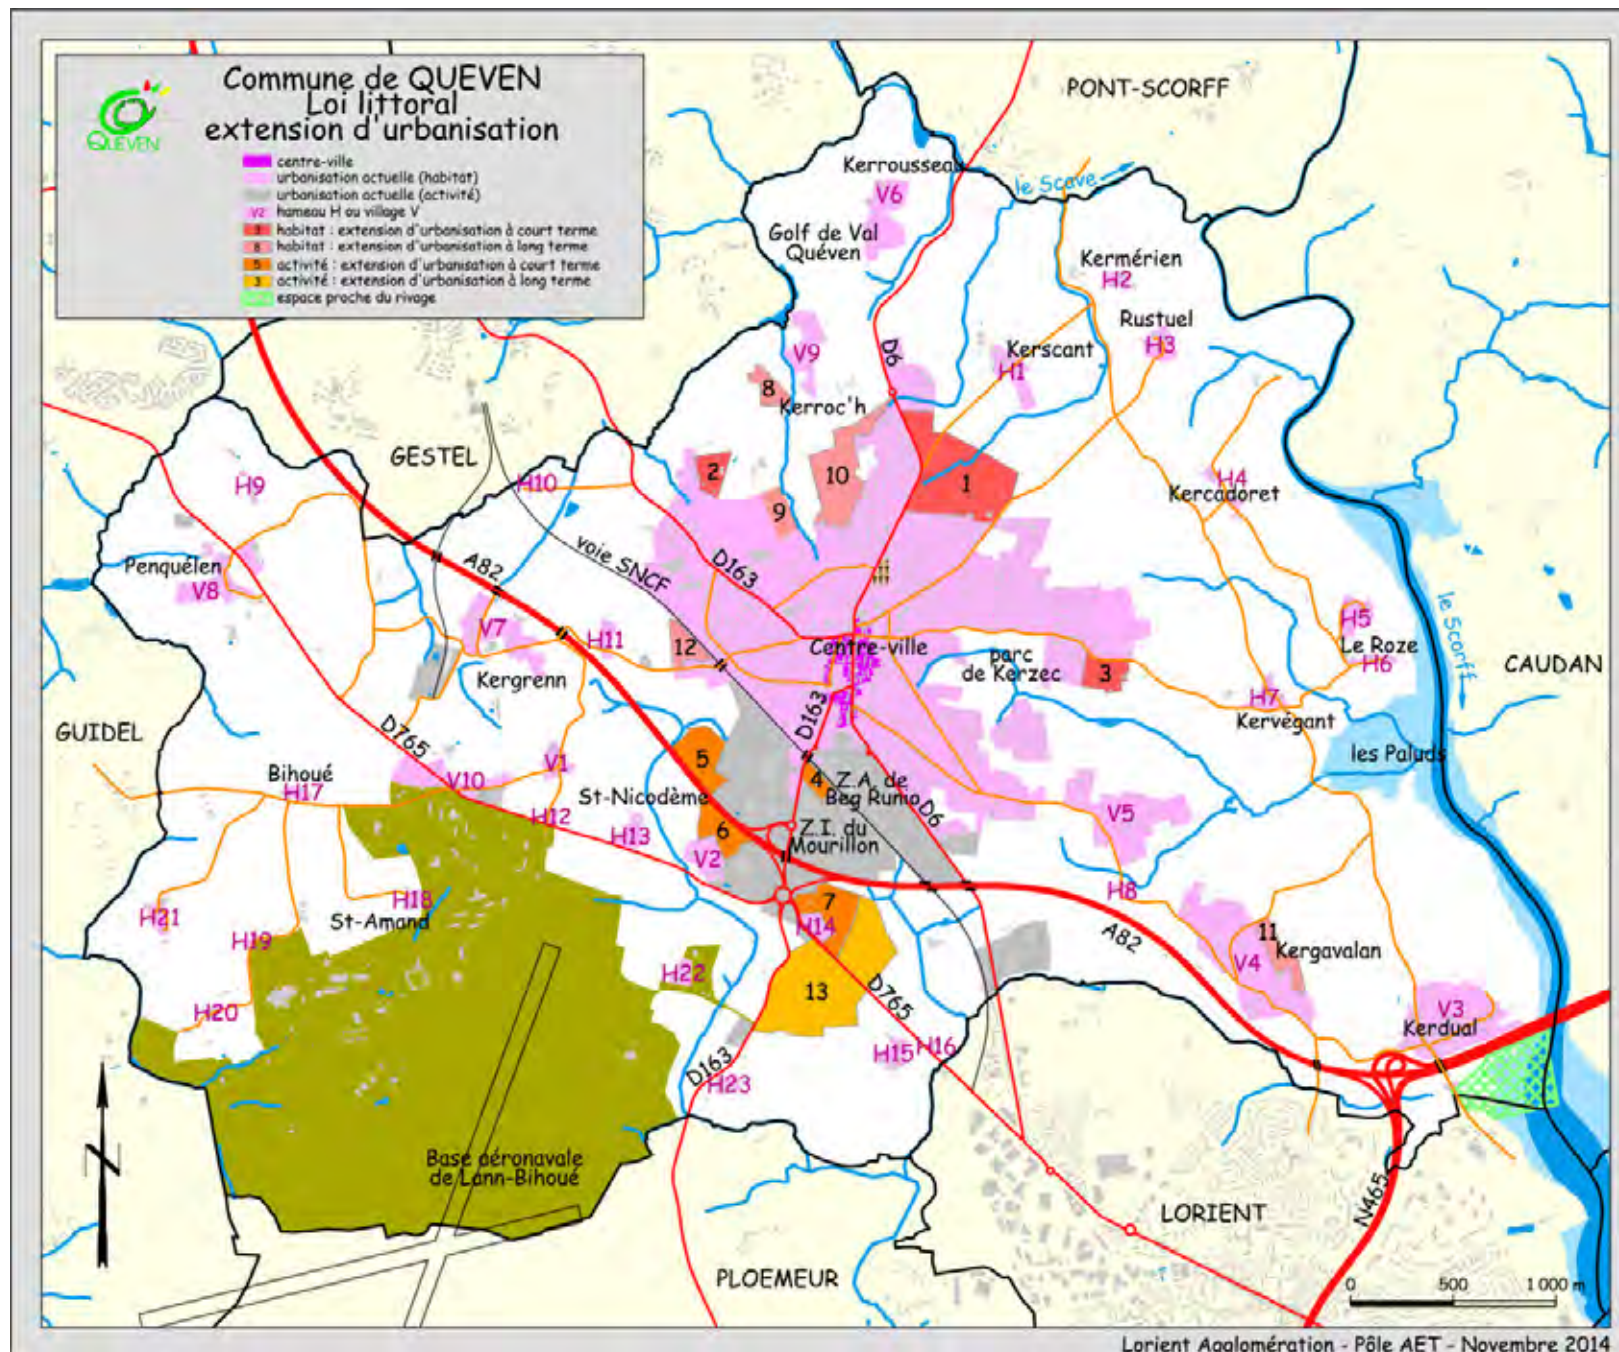 Commune de QUEVEN
Loi littoral
extension d'urbanisation
QUEVEN
centre-ville
urbanisation actuelle (habitat)
urbanisation actuelle (activité)
V2 hameau H ou village V
3 habitat : extension d'urbanisation à court terme
8 habitat : extension d'urbanisation à long terme
5 activité : extension d'urbanisation à court terme
3 activité : extension d'urbanisation à long terme
espace proche du rivage
PONT-SCORFF
Kerrousseau
le Scave
V6
Golf de Val
Quéven
Kermérien
H2
Rustuel
H3
V9
D6
Kerscant
H1
8
Kerroc'h
GESTEL
H9
H10
2
10
1
H4
Kercadoret
9
voie SNCF
D163
A82
Penquélen
V8
V7
H11
12
Centre-ville
parc
de Kerzec
3
H5
Le Roze
H6
le Scorff
CAUDAN
Kergrenn
H7
Kervégant
GUIDEL
D765
D163
les Paluds
Bihoué
H17
V10
V1
5
St-Nicodème
4
Z.A. de
Beg Runio
D6
V5
H12
H13
6
Z.I. du
Mourillon
V2
H8
H21
H18
St-Amand
H19
7
H14
A82
11
Kergavalan
V4
H22
13
D765
H20
V3
Kerdual
H15
H16
D163
H23
Base aéronavale
de Lann-Bihoué
N
N465
LORIENT
PLOEMEUR
0 500 1 000 m
Lorient Agglomération - Pôle AET - Novembre 2014